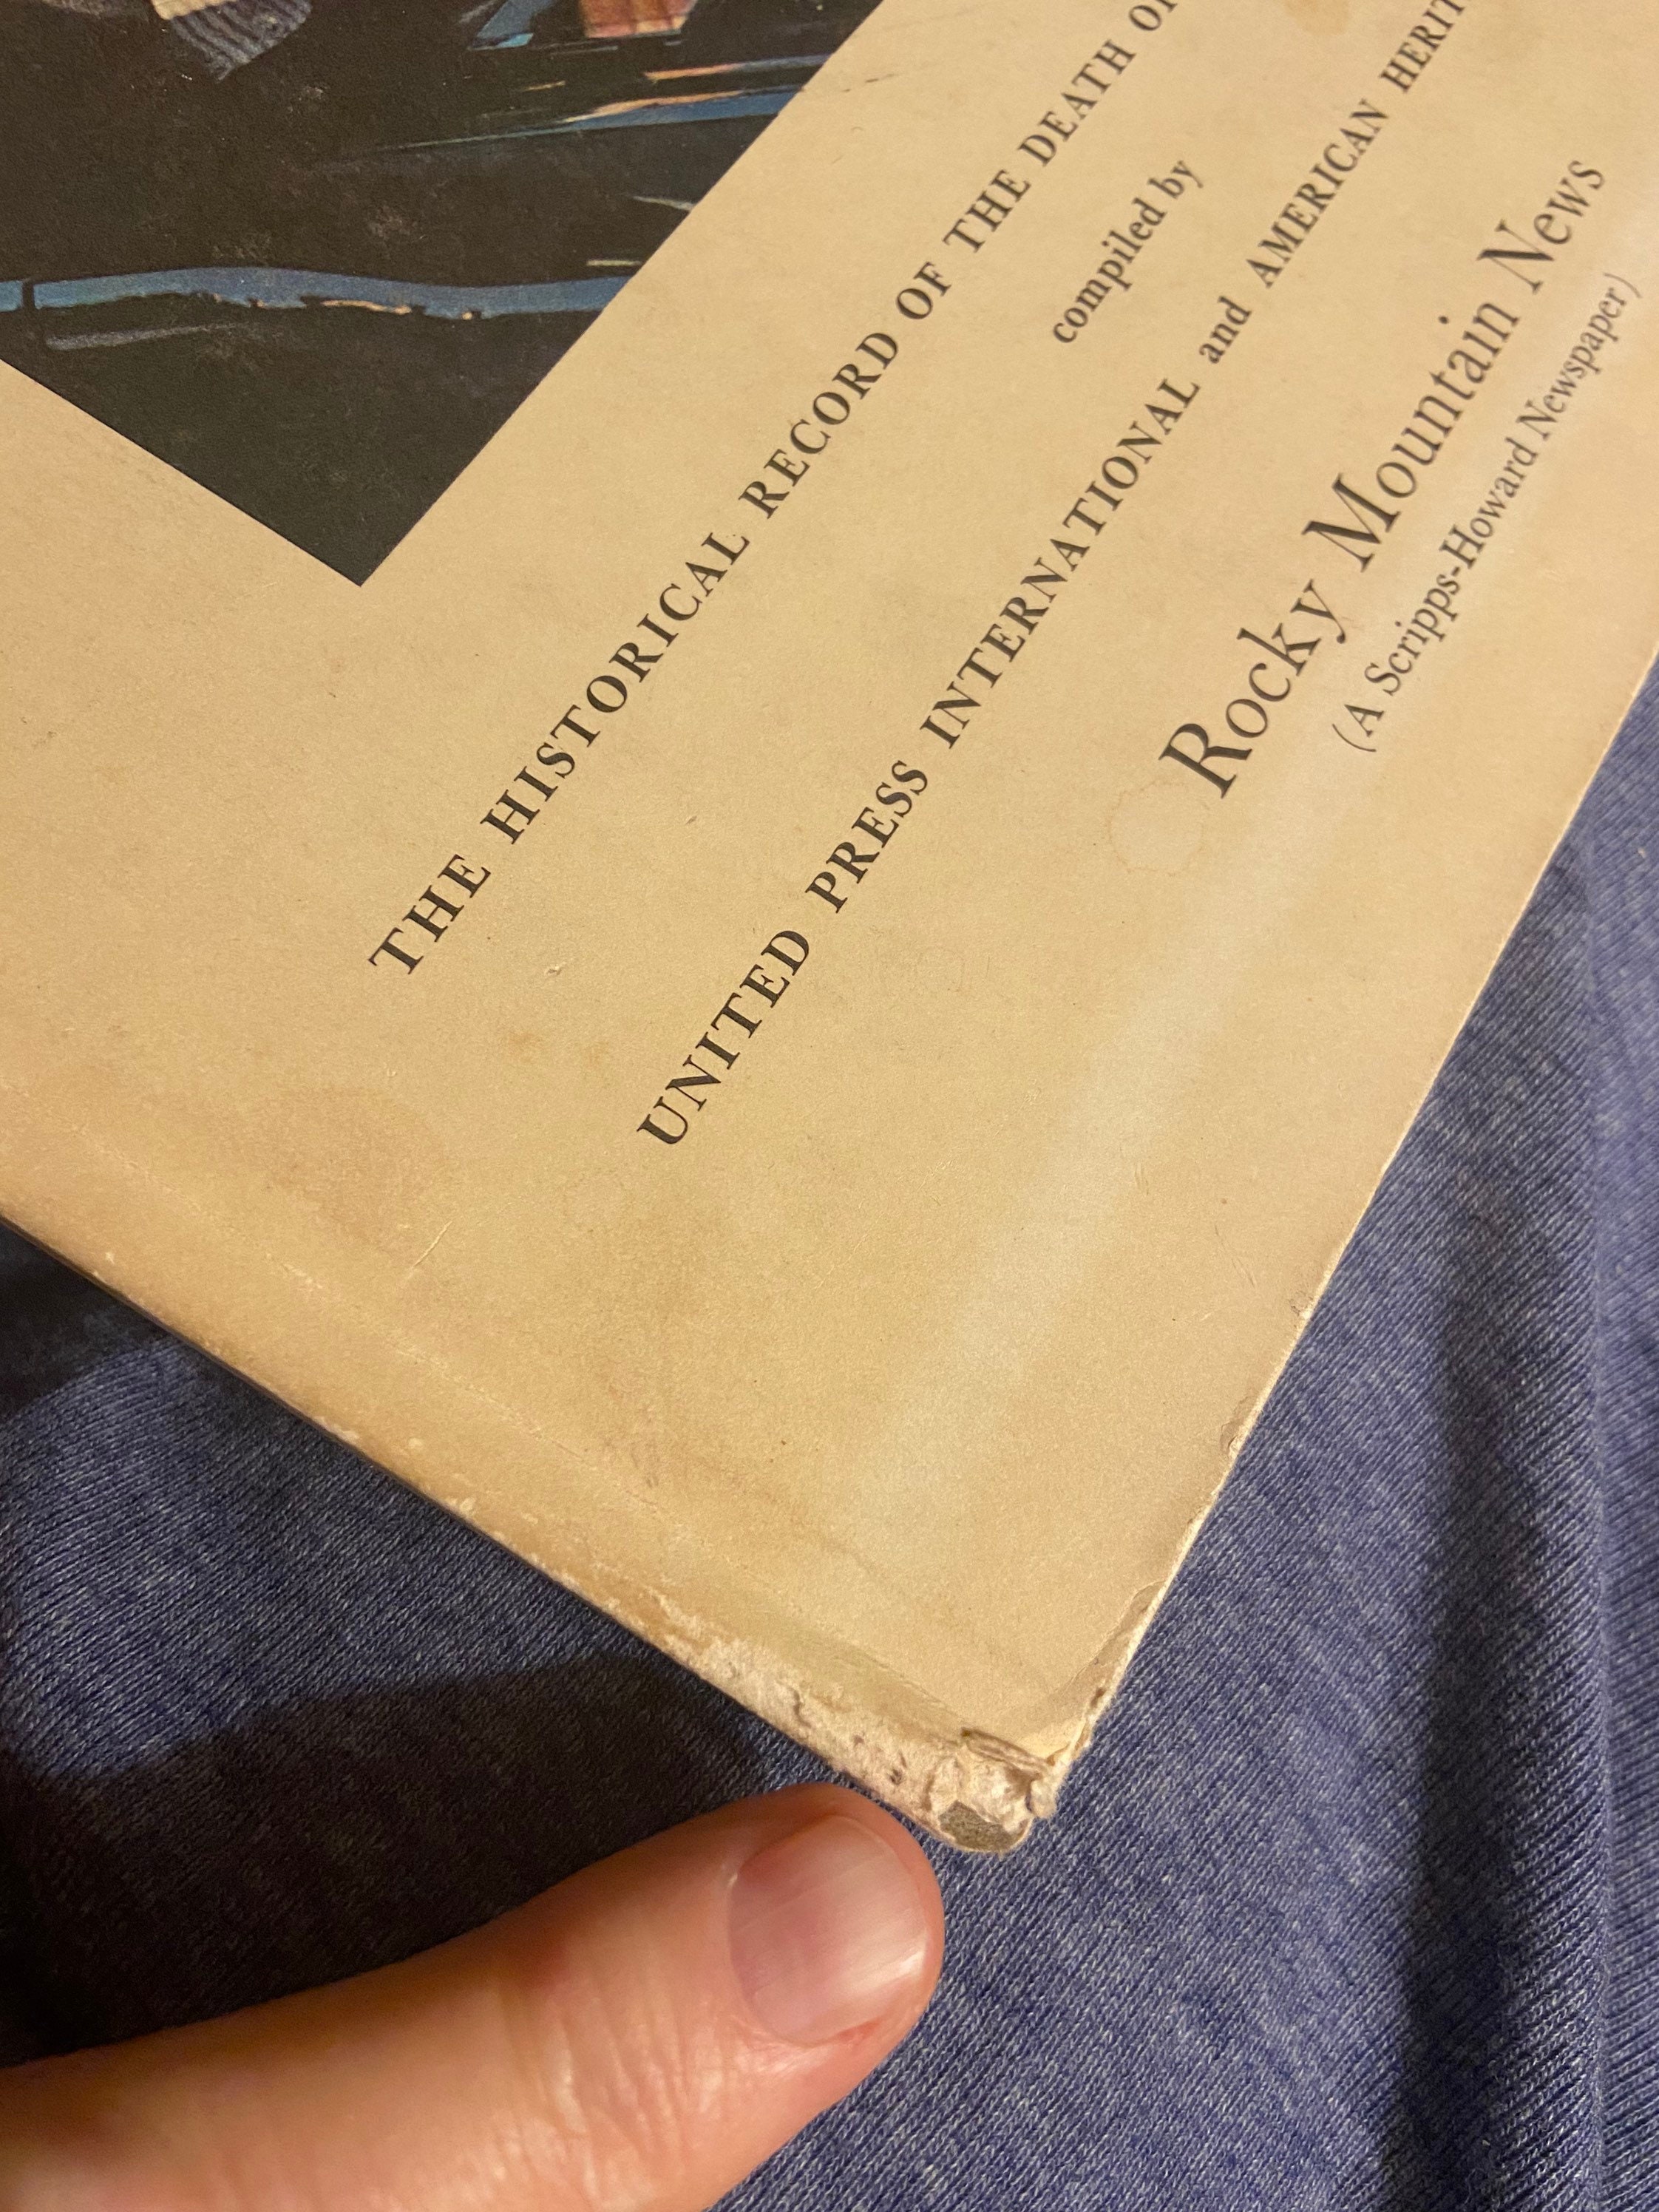 THE HISTORICAL RECORD OF THE DEATH OF
compiled by
UNITED PRESS INTERNATIONAL and AMERICAN HERIT
Rocky Mountain News
(A Scripps-Howard Newspaper)